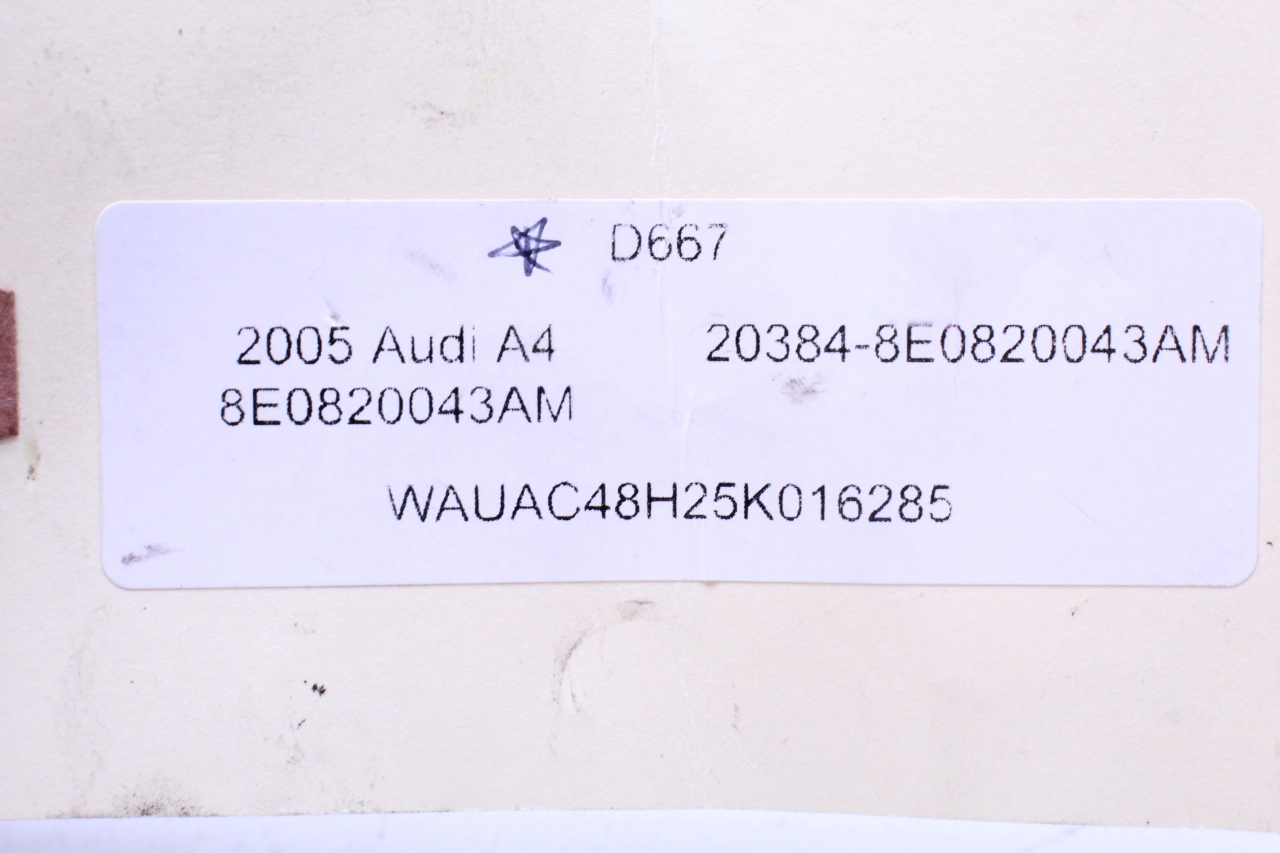 D667
2005 Audi A4 20384-8E0820043AM
8E0820043AM
WAUAC48H25K016285